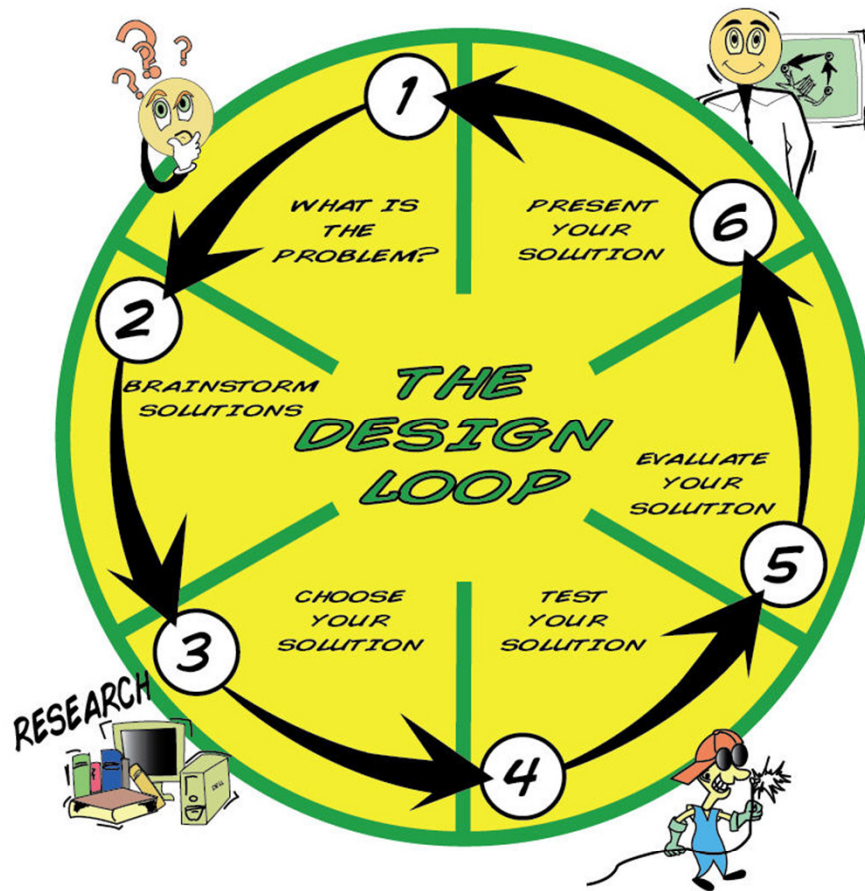 1
WHAT IS
THE
PROBLEM?
2
BRAINSTORM
SOLUTIONS
3
CHOOSE
YOUR
SOLUTION
4
TEST
YOUR
SOLUTION
5
EVALUATE
YOUR
SOLUTION
6
PRESENT
YOUR
SOLUTION
THE
DESIGN
LOOP
RESEARCH
? ? ? ? ?
DELL